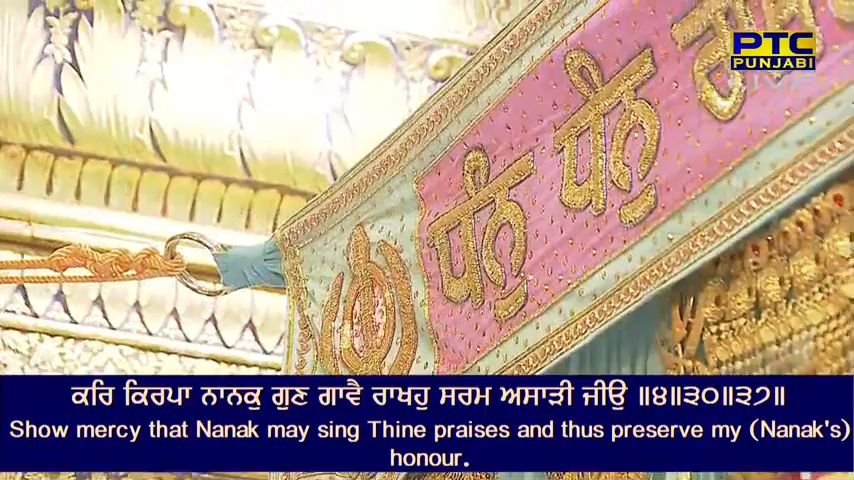 PTC
PUNJABI
LIVE
ਧੰਨ ਧੰਨ
ਕਰਿ ਕਿਰਪਾ ਨਾਨਕੁ ਗੁਣ ਗਾਵੈ ਰਾਖਹੁ ਸਰਮ ਅਸਾੜੀ ਜੀਉ ॥੪॥੩੦॥੩੭॥
Show mercy that Nanak may sing Thine praises and thus preserve my (Nanak's)
honour.